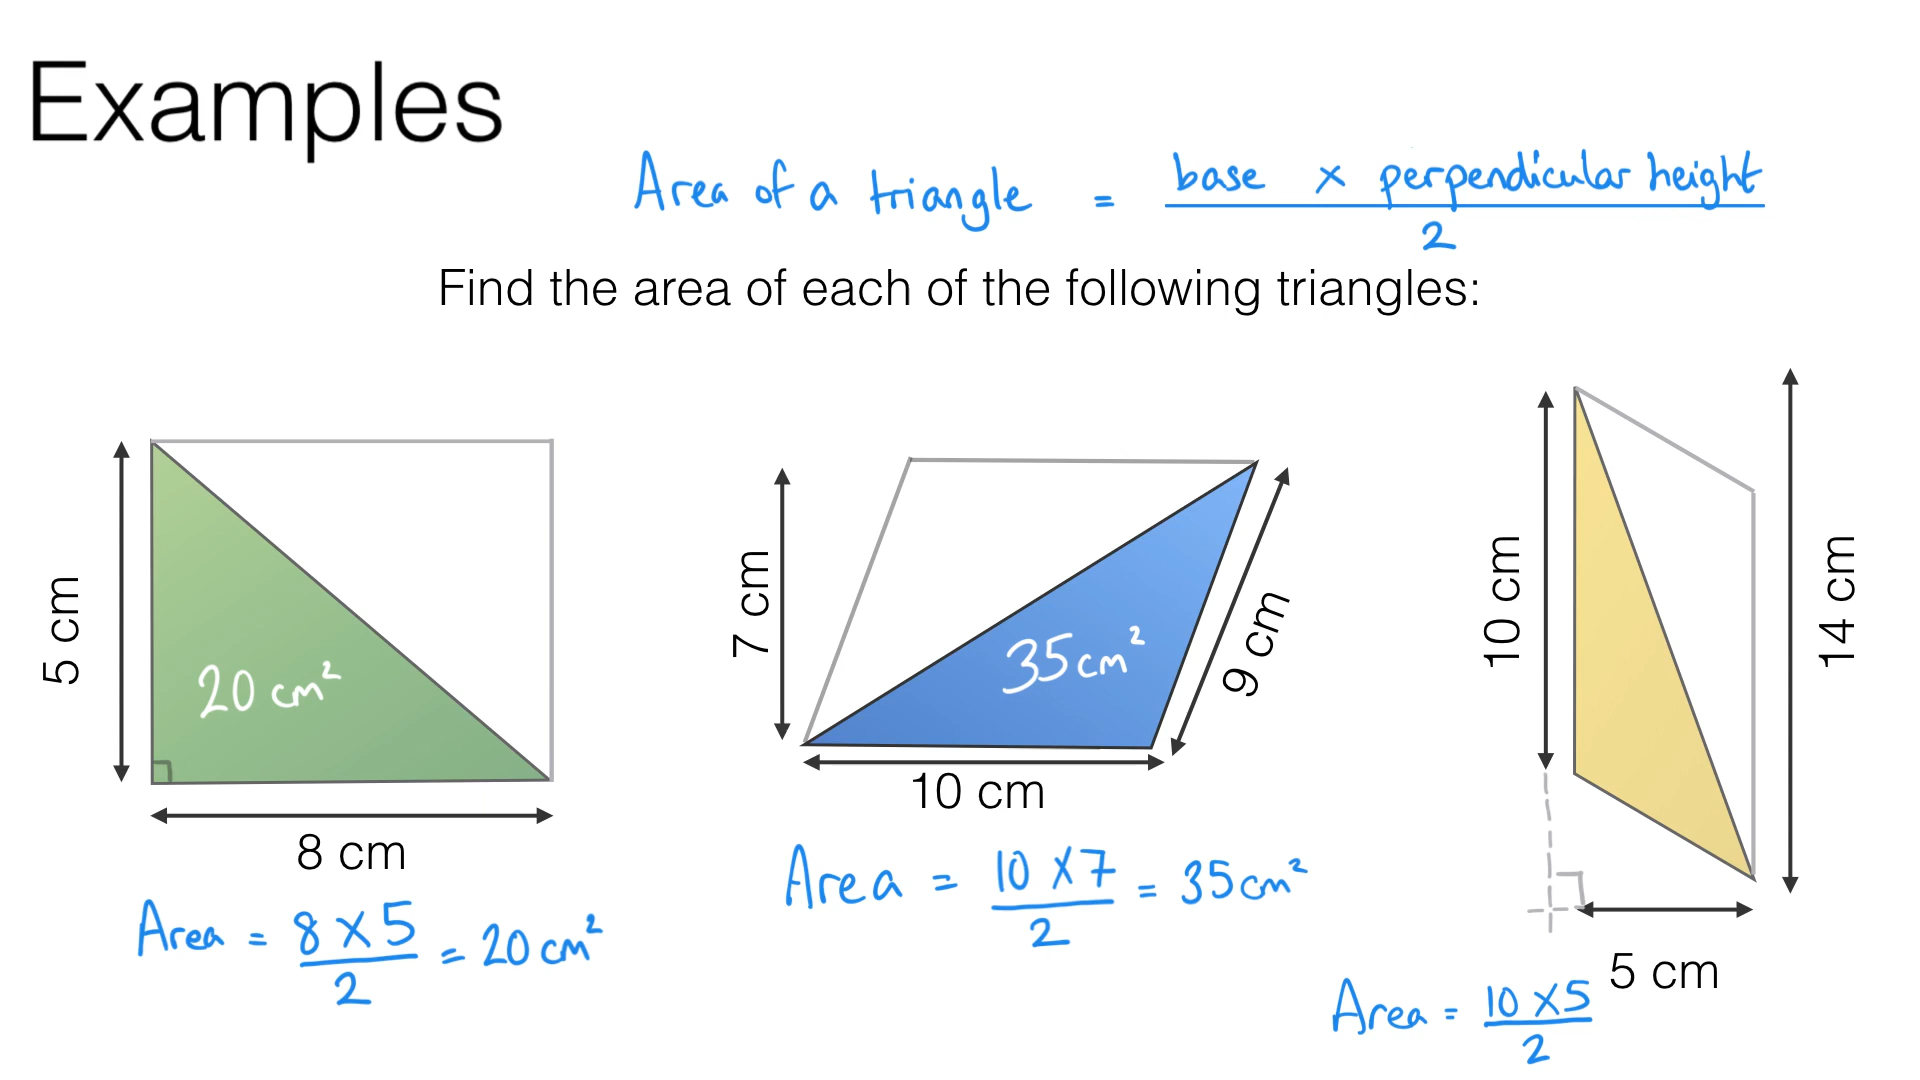 Examples
Area of a triangle = base × perpendicular height / 2
Find the area of each of the following triangles:
5 cm
20 cm²
8 cm
Area = 8 × 5 / 2 = 20 cm²
7 cm
35 cm²
9 cm
10 cm
Area = 10 × 7 / 2 = 35 cm²
10 cm
14 cm
5 cm
Area = 10 × 5 / 2